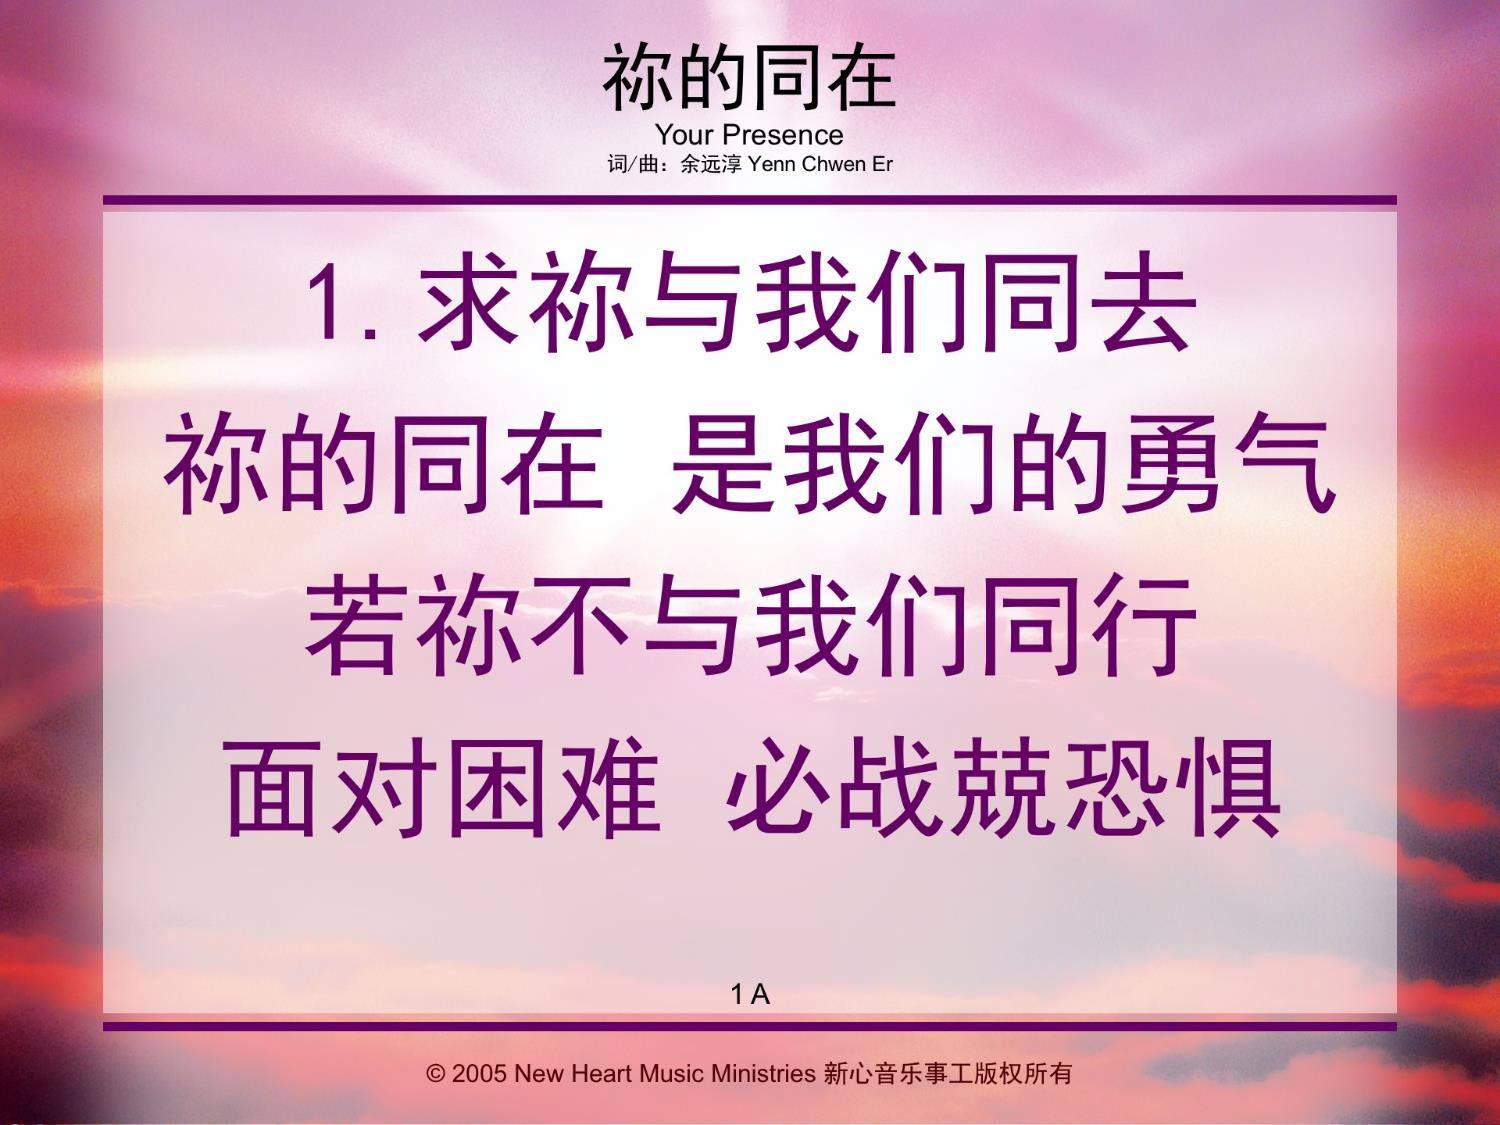 祢的同在
Your Presence
词/曲：余远淳 Yenn Chwen Er
1.求祢与我们同去
祢的同在 是我们的勇气
若祢不与我们同行
面对困难 必战兢恐惧
1 A
© 2005 New Heart Music Ministries 新心音乐事工版权所有